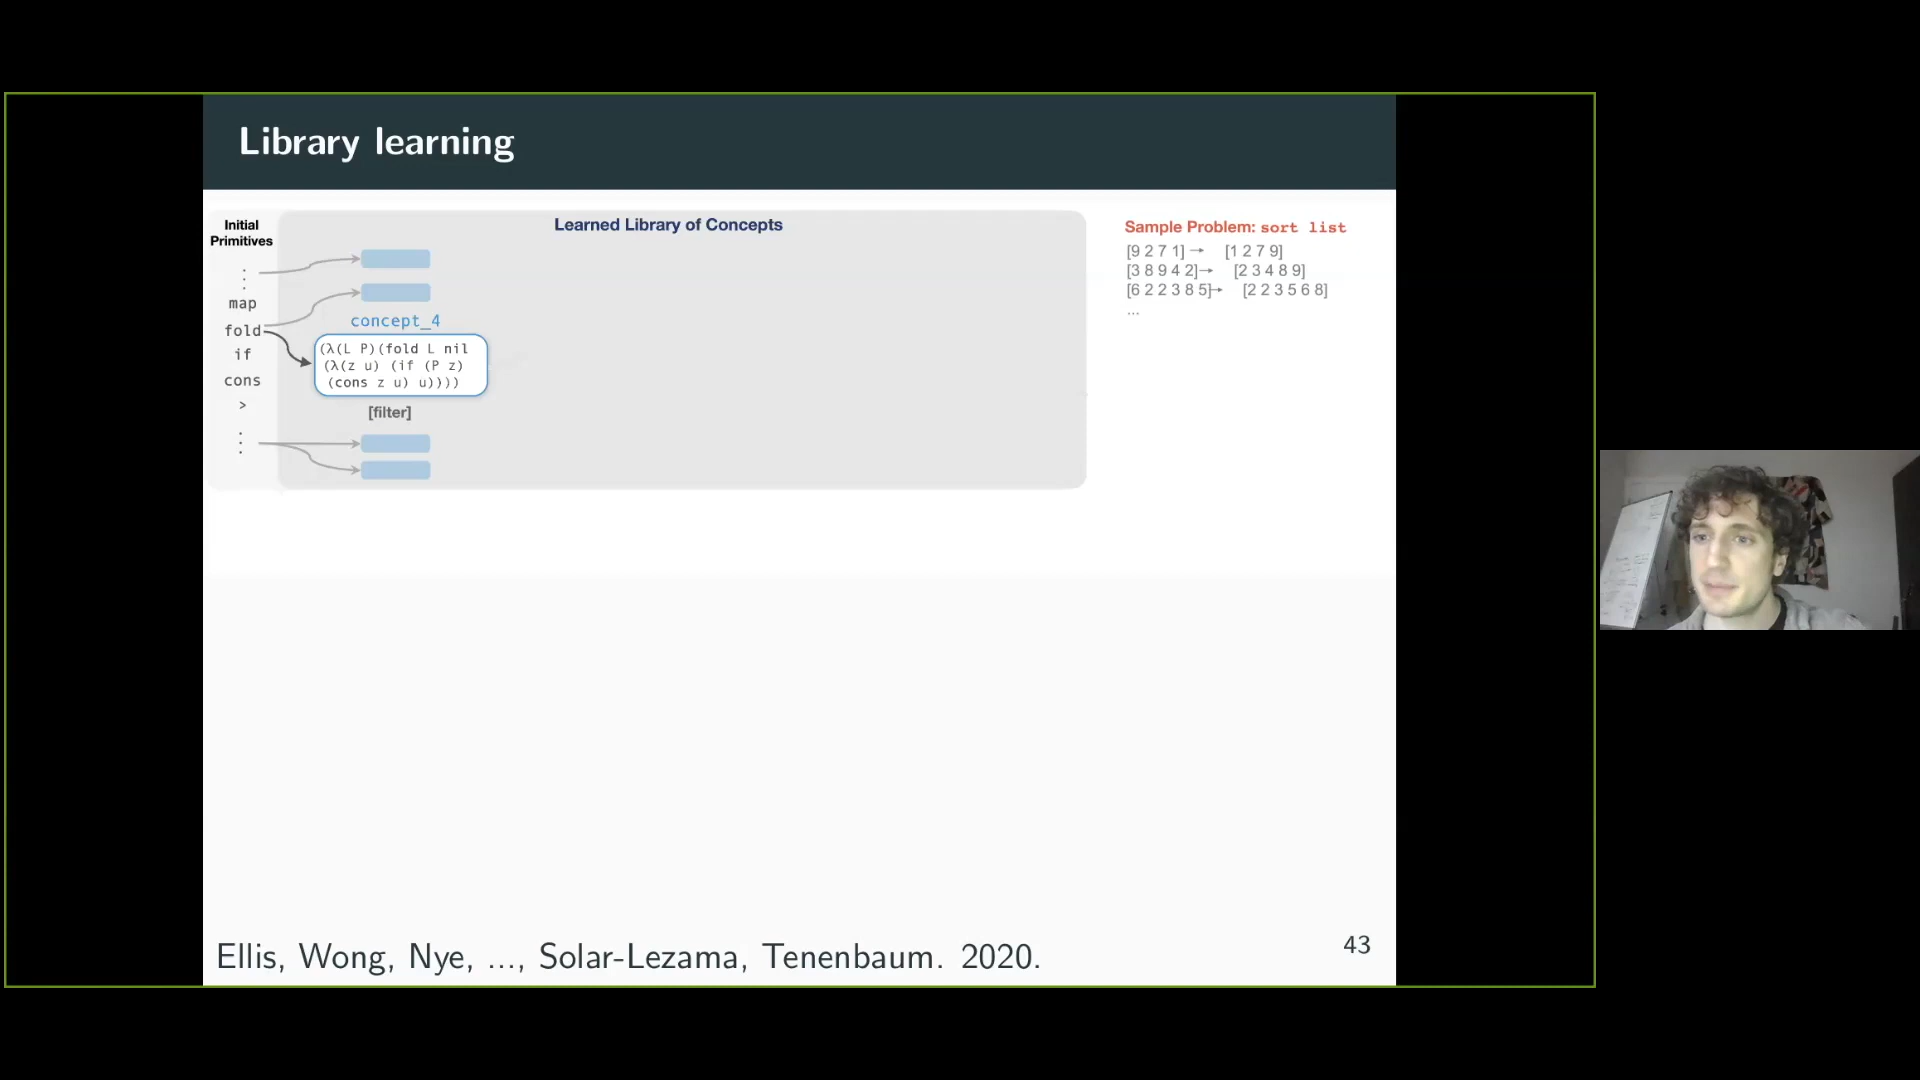 Library learning
Initial
Primitives
map
fold
if
cons
>
Learned Library of Concepts
concept_4
(λ(L P)(fold L nil
(λ(z u) (if (P z)
(cons z u) u))))
[filter]
Sample Problem: sort list
[9 2 7 1]→ [1 2 7 9]
[3 8 9 4 2]→ [2 3 4 8 9]
[6 2 2 3 8 5]→ [2 2 3 5 6 8]
...
Ellis, Wong, Nye, ..., Solar-Lezama, Tenenbaum. 2020.
43